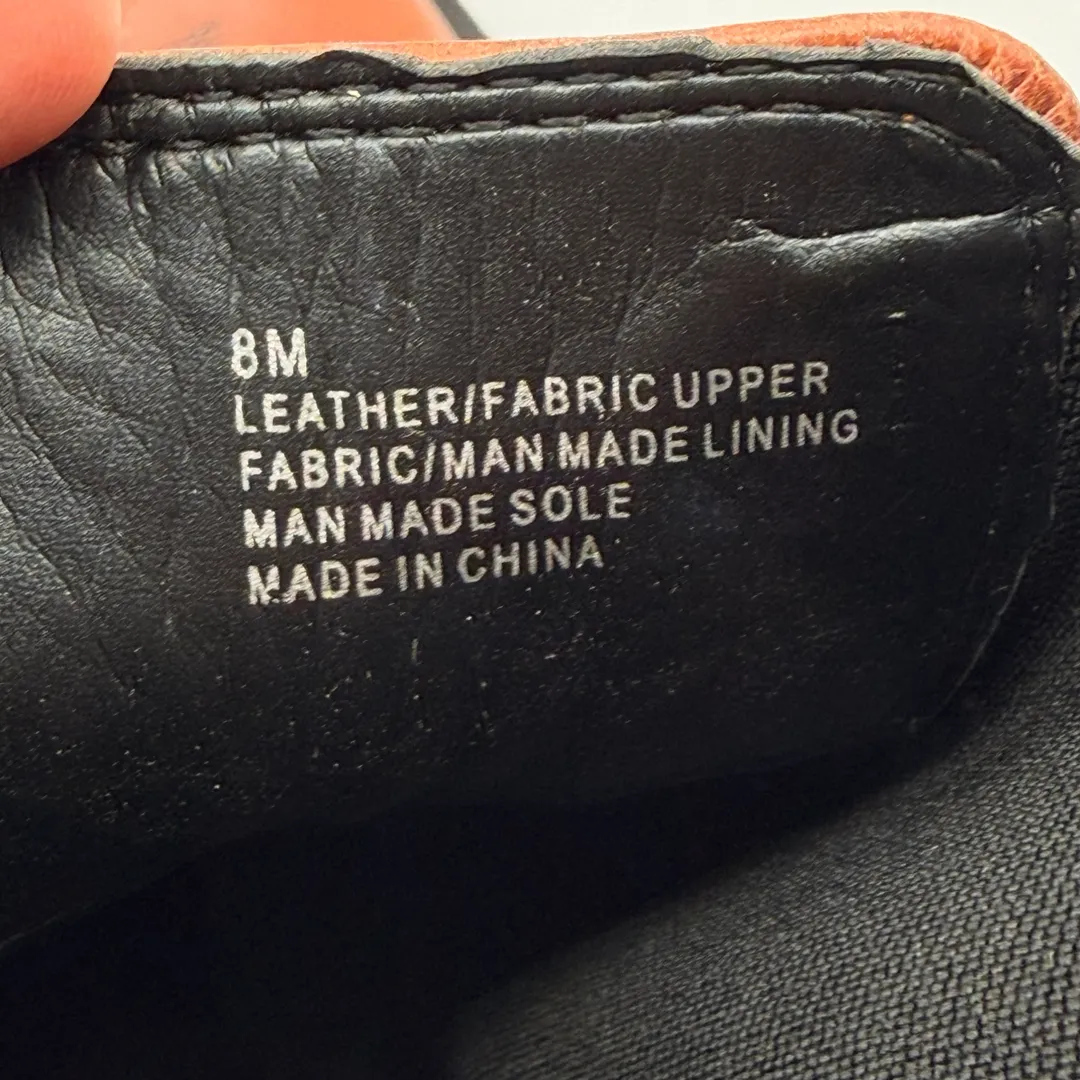 8M
LEATHER/FABRIC UPPER
FABRIC/MAN MADE LINING
MAN MADE SOLE
MADE IN CHINA